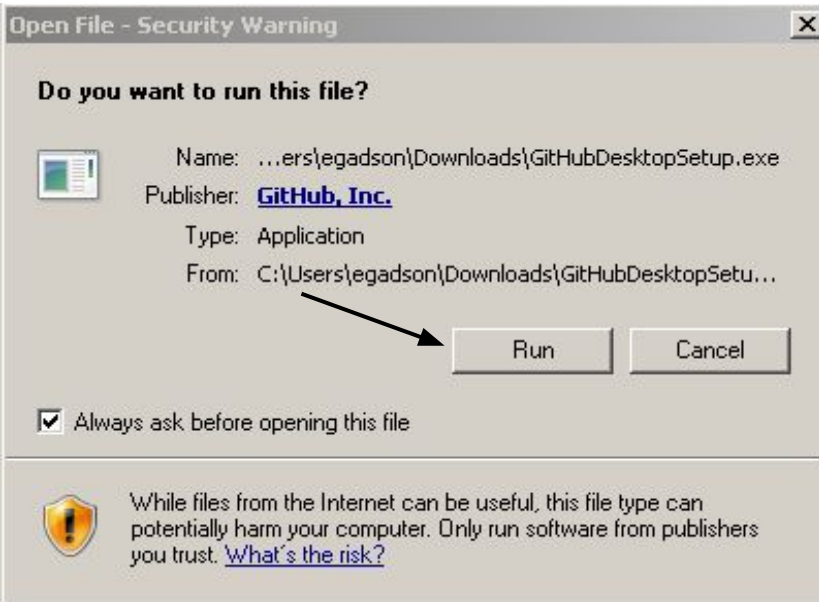 Open File - Security Warning
Do you want to run this file?
Name: ...ers\egadson\Downloads\GitHubDesktopSetup.exe
Publisher: GitHub, Inc.
Type: Application
From: C:\Users\egadson\Downloads\GitHubDesktopSetu...
Run Cancel
Always ask before opening this file
While files from the Internet can be useful, this file type can
potentially harm your computer. Only run software from publishers
you trust. What's the risk?